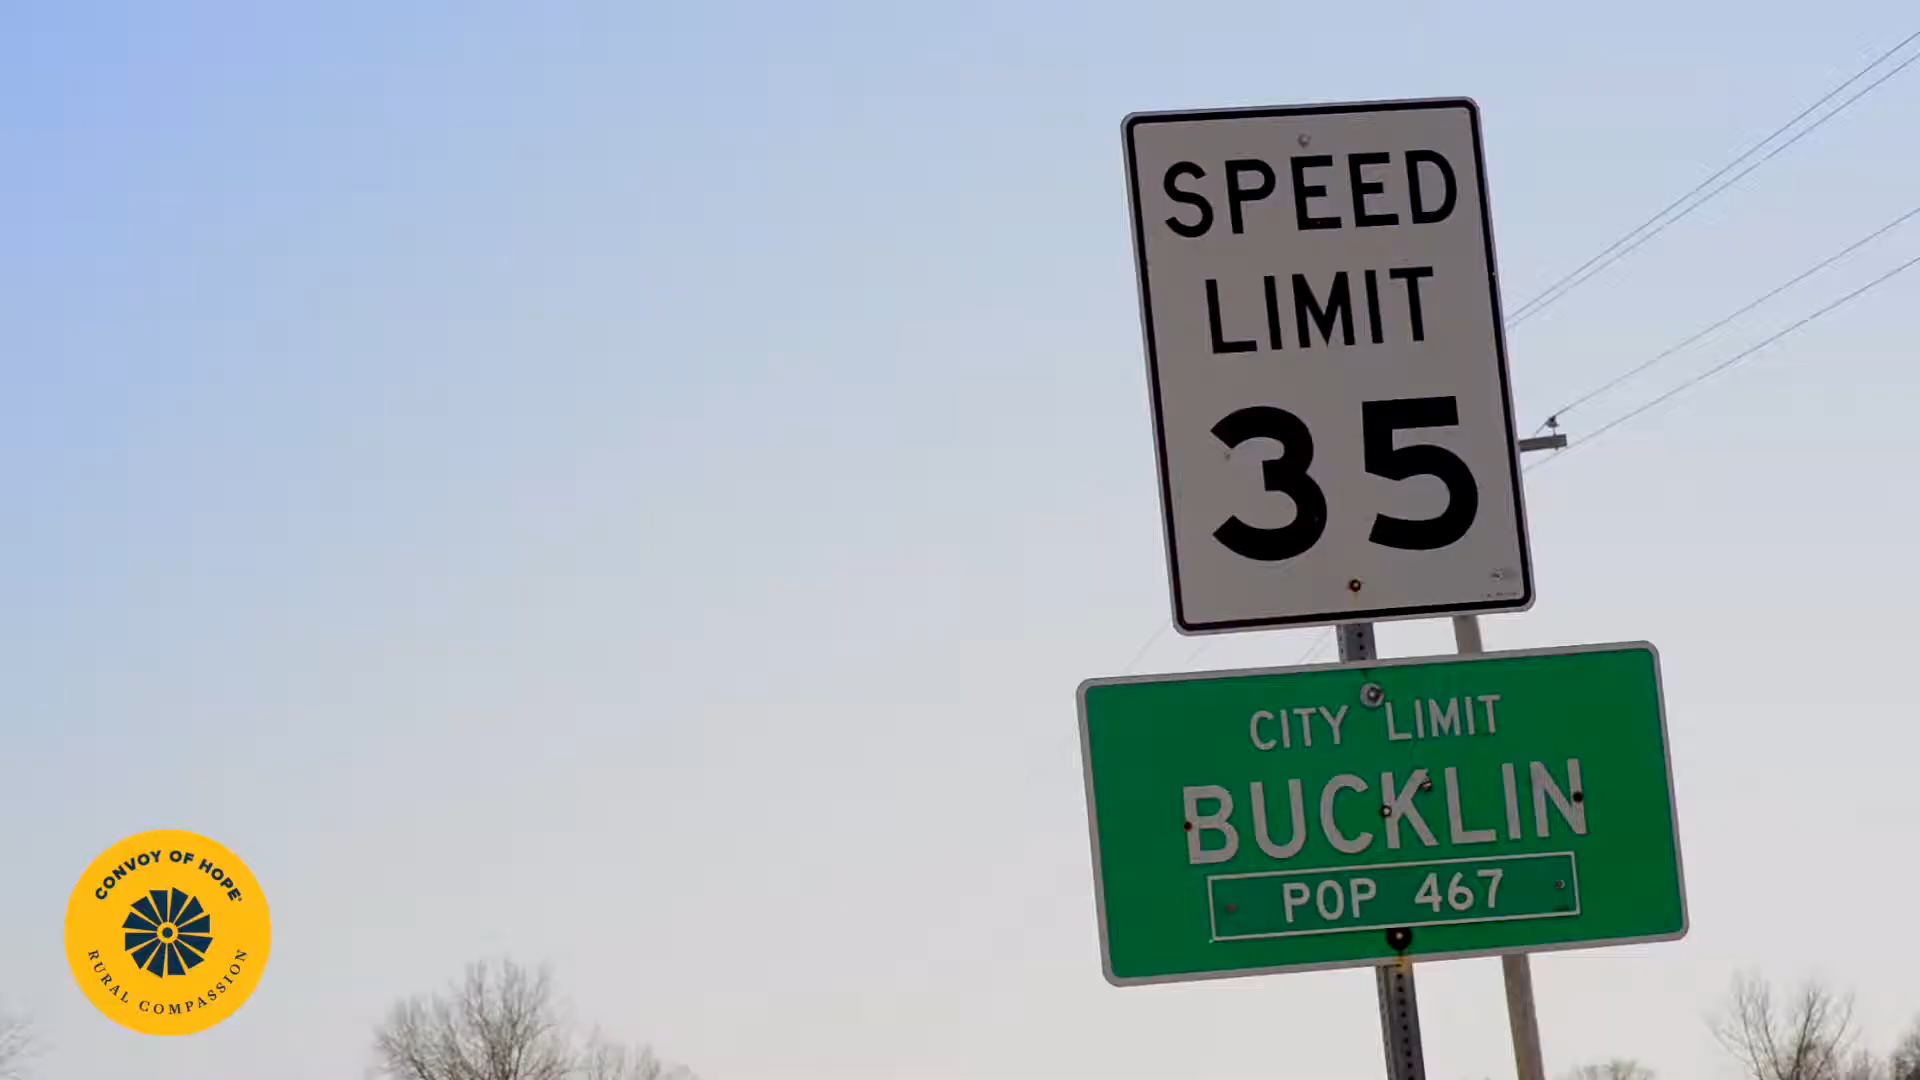 SPEED
LIMIT
35
CITY LIMIT
BUCKLIN
POP 467
CONVOY OF HOPE
RURAL COMPASSION